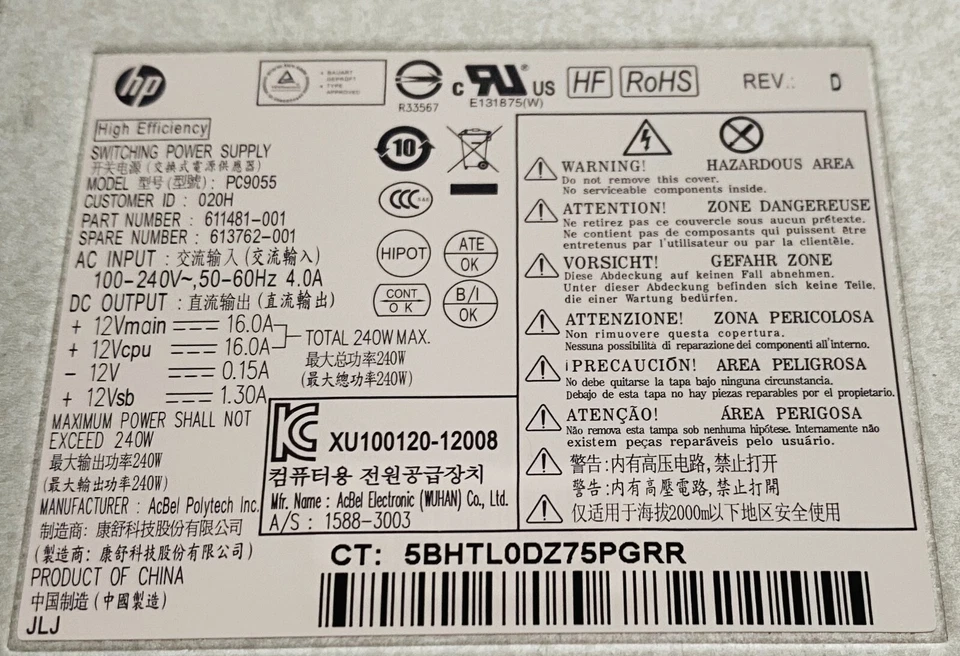 hp
BAUART
GEPRÜFT
TYPE
APPROVED
R33567
c RU® US
E131875(W)
HF
RoHS
REV.: D
High Efficiency
SWITCHING POWER SUPPLY
开关电源 (交換式電源供應器)
MODEL 型号(型號): PC9055
CUSTOMER ID : 020H
PART NUMBER : 611481-001
SPARE NUMBER : 613762-001
AC INPUT : 交流输入 (交流輸入)
100-240V~,50-60Hz 4.0A
DC OUTPUT : 直流输出 (直流輸出)
+ 12Vmain 16.0A
+ 12Vcpu 16.0A
TOTAL 240W MAX.
最大总功率240W
(最大總功率240W)
- 12V 0.15A
+ 12Vsb 1.30A
MAXIMUM POWER SHALL NOT
EXCEED 240W
最大输出功率240W
(最大輸出功率240W)
MANUFACTURER : AcBel Polytech Inc.
制造商: 康舒科技股份有限公司
(製造商: 康舒科技股份有限公司)
PRODUCT OF CHINA
中国制造 (中國製造)
JLJ
10
CCC
S&E
HIPOT
ATE
OK
CONT
OK
B/I
OK
KC XU100120-12008
컴퓨터용 전원공급장치
Mfr. Name : AcBel Electronic (WUHAN) Co., Ltd.
A/S : 1588-3003
WARNING! HAZARDOUS AREA
Do not remove this cover.
No serviceable components inside.
ATTENTION! ZONE DANGEREUSE
Ne retirez pas ce couvercle sous aucun prétexte.
Ne contient pas de composants qui puissent être
entretenus par l'utilisateur ou par la clientèle.
VORSICHT! GEFAHR ZONE
Diese Abdeckung auf keinen Fall abnehmen.
Unter dieser Abdeckung befinden sich keine Teile,
die einer Wartung bedürfen.
ATTENZIONE! ZONA PERICOLOSA
Non rimuovere questa copertura.
Nessuna possibilità di reparazione dei componenti all'interno.
¡PRECAUCIÓN! AREA PELIGROSA
No debe quitarse la tapa bajo ninguna circunstancia.
Debajo de esta tapa no hay piezas reparables por el propietario.
ATENÇÃO! ÁREA PERIGOSA
Não remova esta tampa sob nenhuma hipótese. Internamente não
existem peças reparáveis pelo usuário.
警告:内有高压电路,禁止打开
警告:内有高壓電路,禁止打開
仅适用于海拔2000m以下地区安全使用
CT: 5BHTL0DZ75PGRR